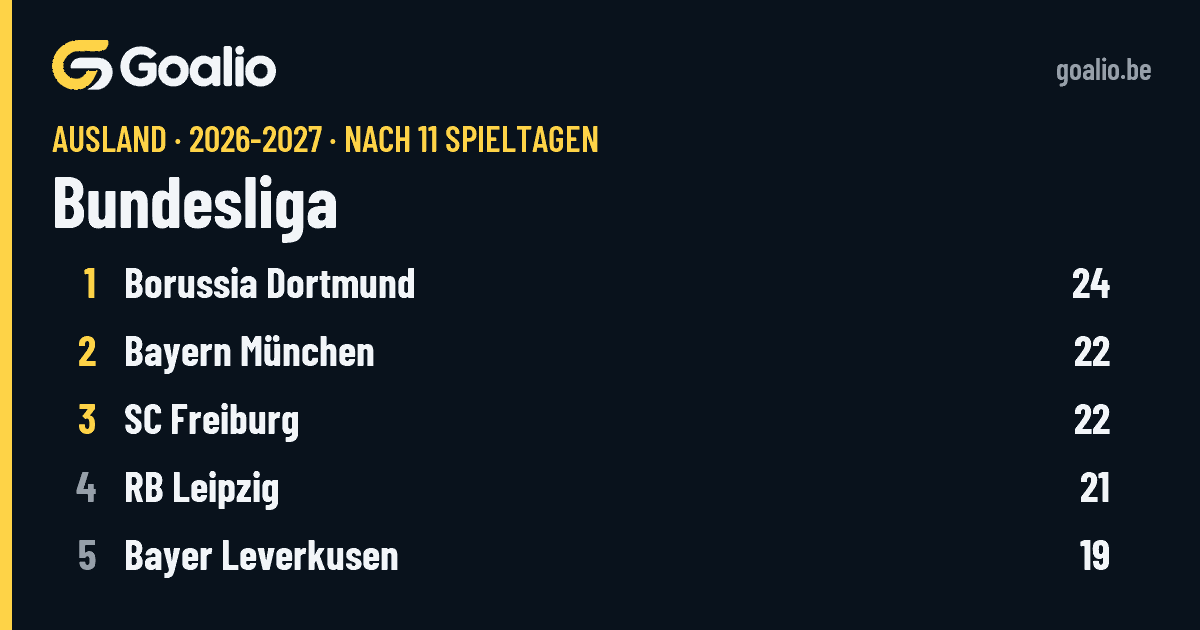 Goalio
goalio.be
AUSLAND · 2026-2027 · NACH 11 SPIELTAGEN
Bundesliga
1 Borussia Dortmund 24
2 Bayern München 22
3 SC Freiburg 22
4 RB Leipzig 21
5 Bayer Leverkusen 19